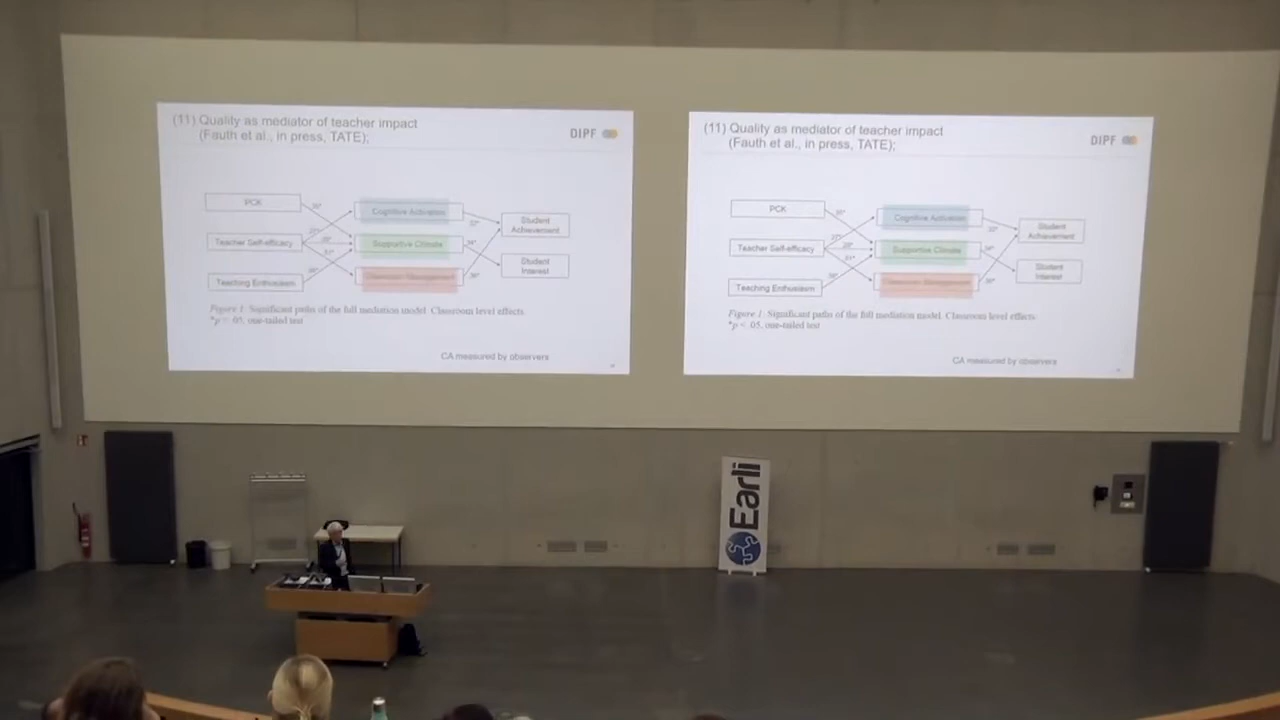 (11) Quality as mediator of teacher impact
(Fauth et al., in press, TATE);
DIPF
PCK
Teacher Self-efficacy
Teaching Enthusiasm
Cognitive Activation
Supportive Climate
Classroom Management
Student
Achievement
Student
Interest
Figure 1. Significant paths of the full mediation model. Classroom level effects.
*p < .05, one-tailed test
CA measured by observers
(11) Quality as mediator of teacher impact
(Fauth et al., in press, TATE);
DIPF
PCK
Teacher Self-efficacy
Teaching Enthusiasm
Cognitive Activation
Supportive Climate
Classroom Management
Student
Achievement
Student
Interest
Figure 1. Significant paths of the full mediation model. Classroom level effects.
*p < .05, one-tailed test
CA measured by observers
Earli